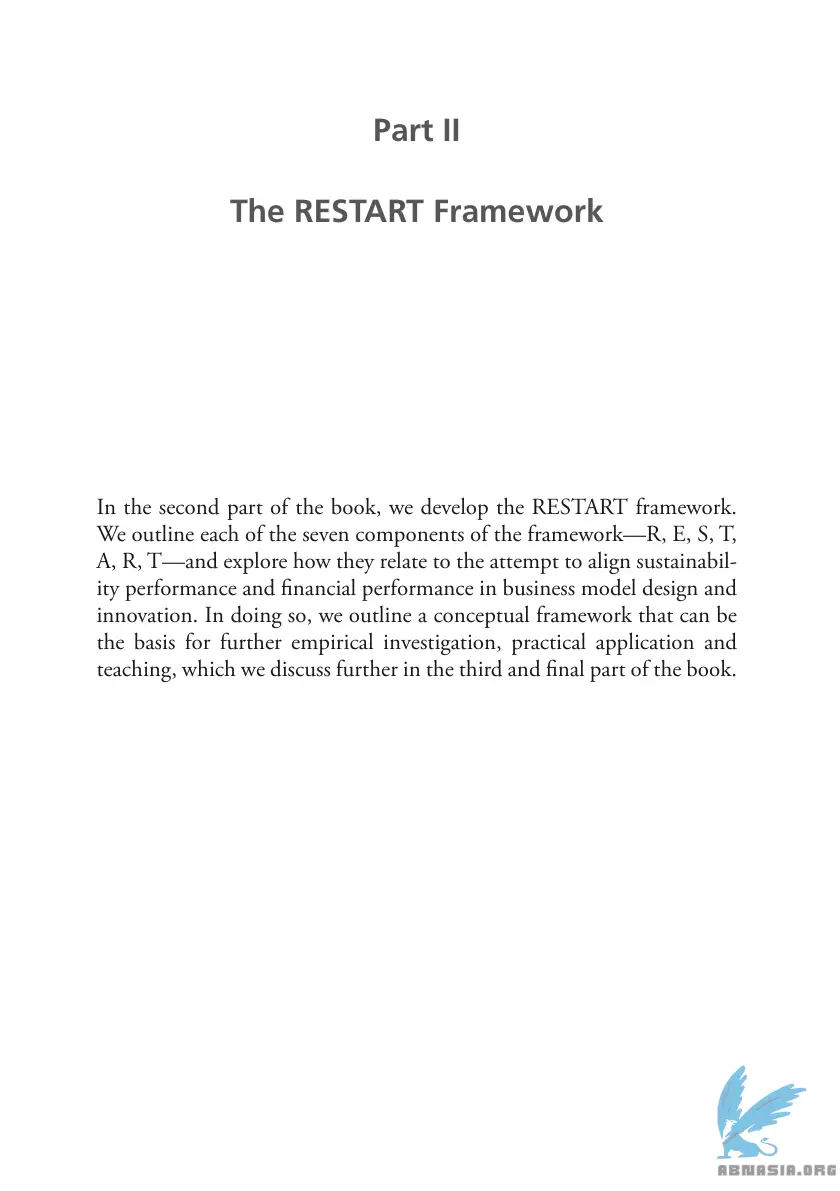 Part II
The RESTART Framework
In the second part of the book, we develop the RESTART framework.
We outline each of the seven components of the framework—R, E, S, T,
A, R, T—and explore how they relate to the attempt to align sustainabil-
ity performance and financial performance in business model design and
innovation. In doing so, we outline a conceptual framework that can be
the basis for further empirical investigation, practical application and
teaching, which we discuss further in the third and final part of the book.
ABNASIA.ORG